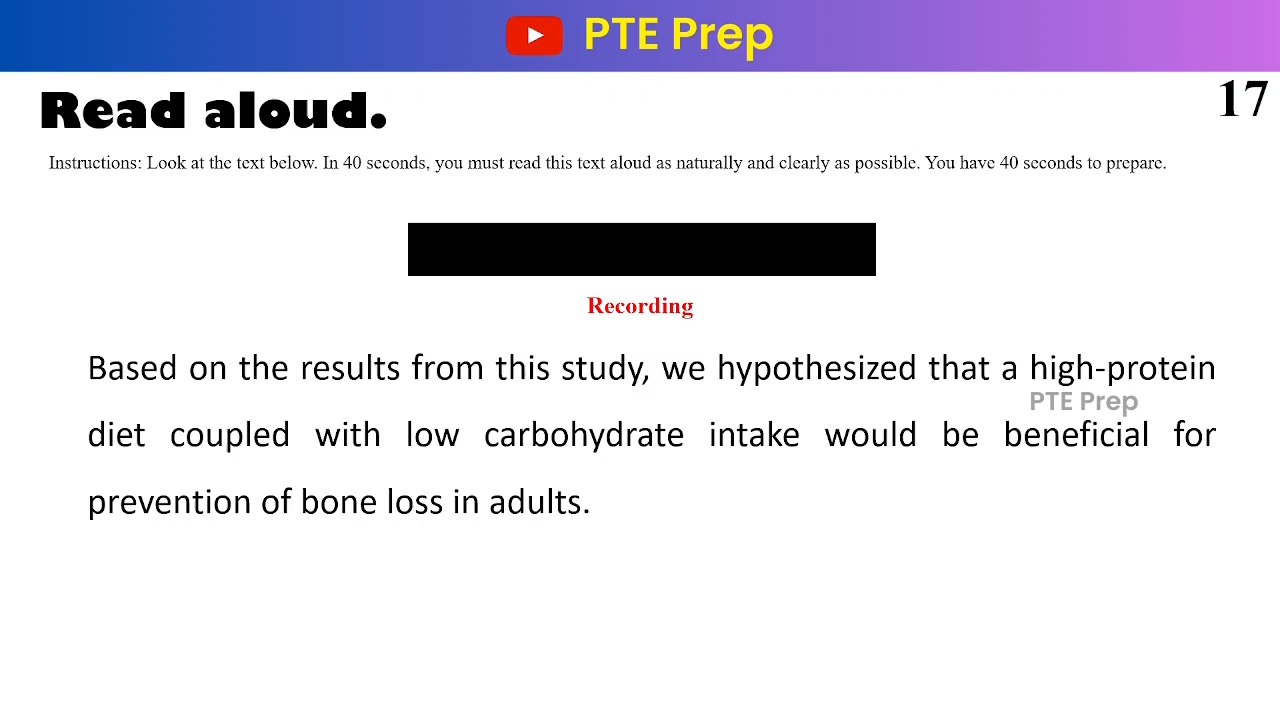 PTE Prep
Read aloud.
17
Instructions: Look at the text below. In 40 seconds, you must read this text aloud as naturally and clearly as possible. You have 40 seconds to prepare.
Recording
Based on the results from this study, we hypothesized that a high-protein
PTE Prep
diet coupled with low carbohydrate intake would be beneficial for
prevention of bone loss in adults.